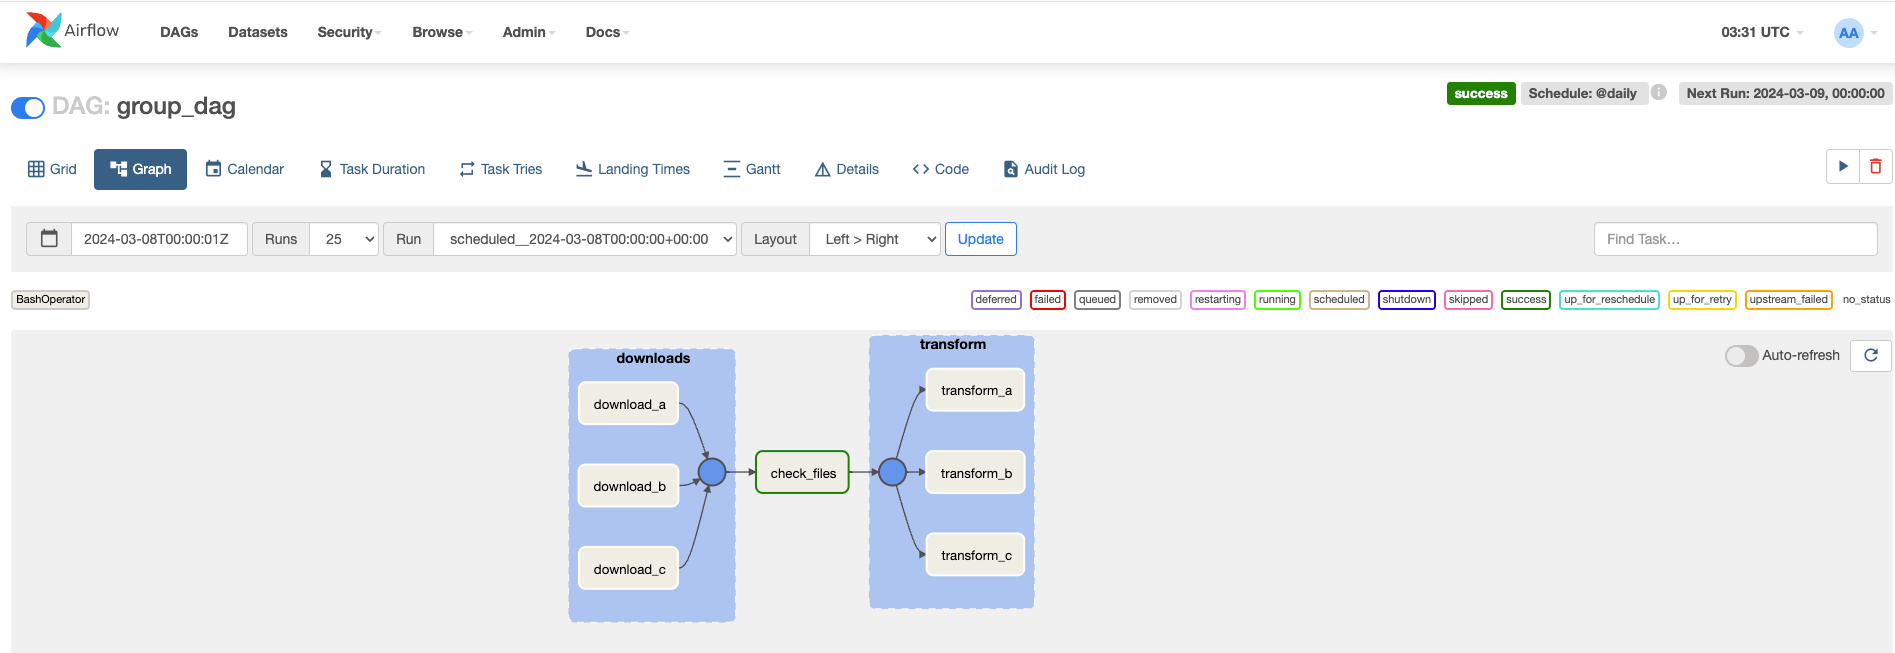 Airflow DAGs Datasets Security Browse Admin Docs 03:31 UTC AA
DAG: group_dag success Schedule: @daily i Next Run: 2024-03-09, 00:00:00
Grid Graph Calendar Task Duration Task Tries Landing Times Gantt Details Code Audit Log
2024-03-08T00:00:01Z Runs 25 Run scheduled__2024-03-08T00:00:00+00:00 Layout Left > Right Update Find Task...
BashOperator deferred failed queued removed restarting running scheduled shutdown skipped success up_for_reschedule up_for_retry upstream_failed no_status
Auto-refresh
downloads
download_a
download_b
download_c
check_files
transform
transform_a
transform_b
transform_c